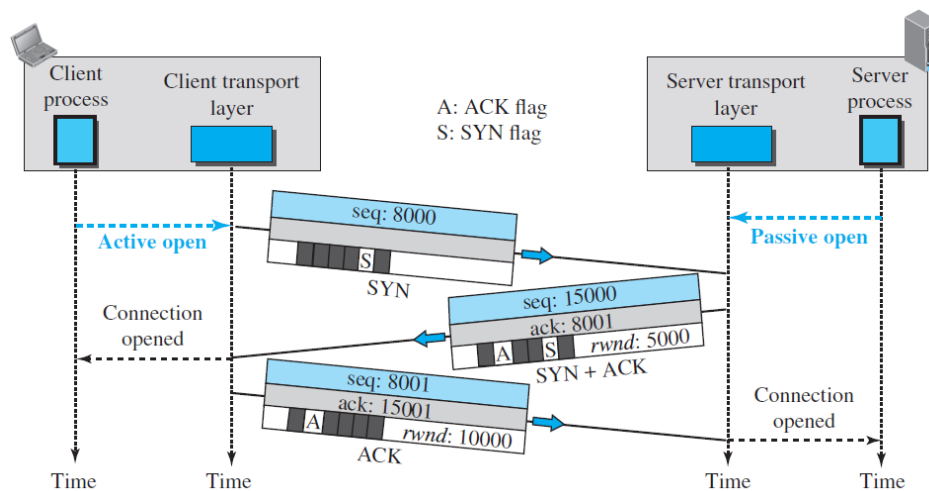 Client
process
Client transport
layer
A: ACK flag
S: SYN flag
Server transport
layer
Server
process
Active open
seq: 8000
S
SYN
Passive open
Connection
opened
seq: 15000
ack: 8001
A S rwnd: 5000
SYN + ACK
seq: 8001
ack: 15001
A rwnd: 10000
ACK
Connection
opened
Time
Time
Time
Time